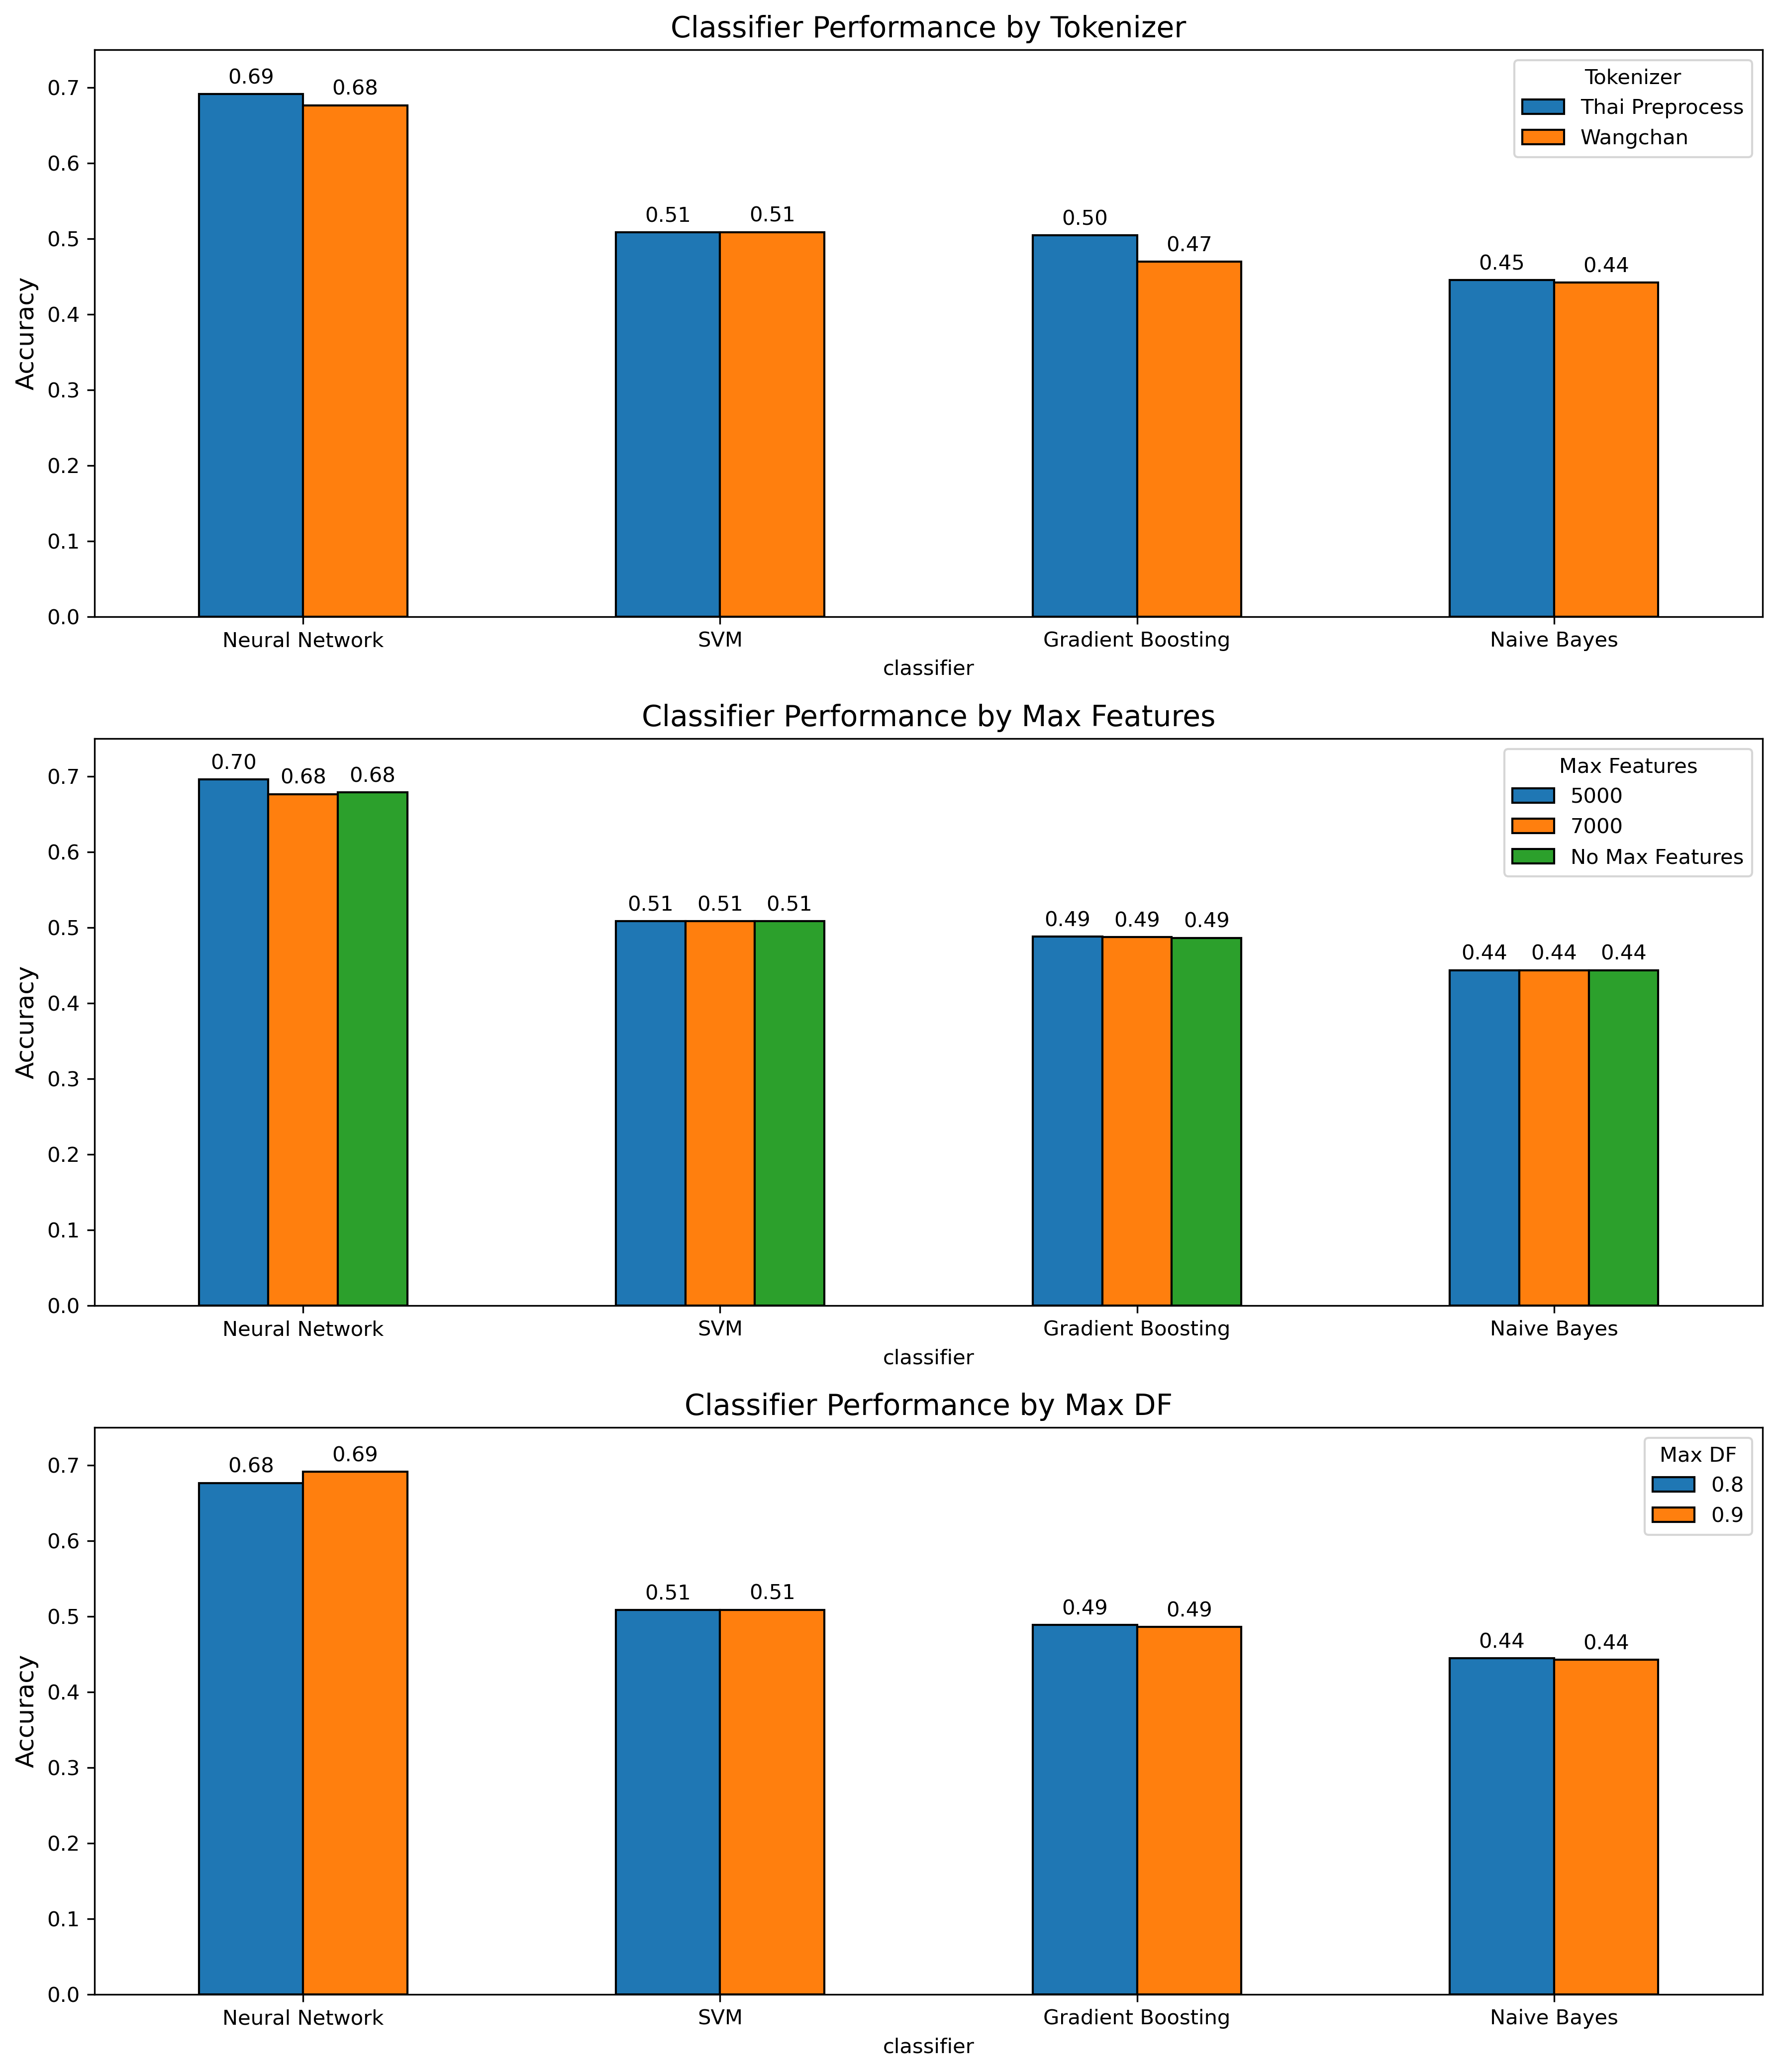 Classifier Performance by Tokenizer
0.69 0.68 0.51 0.51 0.50 0.47 0.45 0.44
Tokenizer
Thai Preprocess
Wangchan
Accuracy
0.7
0.6
0.5
0.4
0.3
0.2
0.1
0.0
Neural Network SVM Gradient Boosting Naive Bayes
classifier
Classifier Performance by Max Features
0.70 0.68 0.68 0.51 0.51 0.51 0.49 0.49 0.49 0.44 0.44 0.44
Max Features
5000
7000
No Max Features
Accuracy
0.7
0.6
0.5
0.4
0.3
0.2
0.1
0.0
Neural Network SVM Gradient Boosting Naive Bayes
classifier
Classifier Performance by Max DF
0.68 0.69 0.51 0.51 0.49 0.49 0.44 0.44
Max DF
0.8
0.9
Accuracy
0.7
0.6
0.5
0.4
0.3
0.2
0.1
0.0
Neural Network SVM Gradient Boosting Naive Bayes
classifier